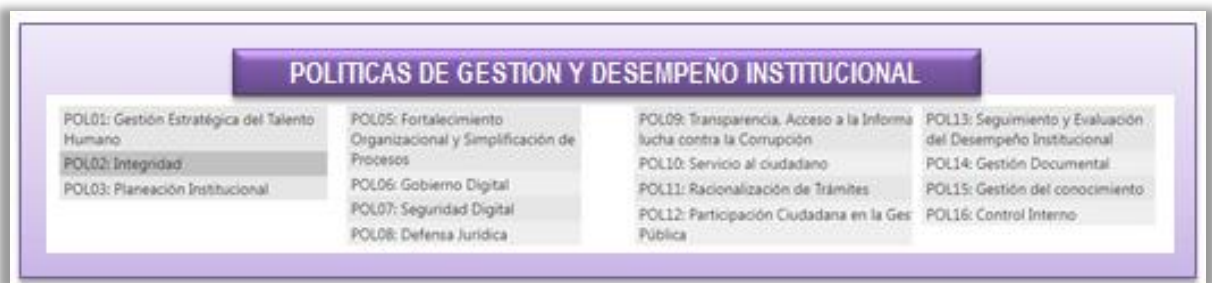 POLITICAS DE GESTION Y DESEMPEÑO INSTITUCIONAL
POL01: Gestión Estratégica del Talento
Humano
POL02: Integridad
POL03: Planeación Institucional
POL05: Fortalecimiento
Organizacional y Simplificación de
Procesos
POL06: Gobierno Digital
POL07: Seguridad Digital
POL08: Defensa Jurídica
POL09: Transparencia, Acceso a la Informa
lucha contra la Corrupción
POL10: Servicio al ciudadano
POL11: Racionalización de Trámites
POL12: Participación Ciudadana en la Ges
Pública
POL13: Seguimiento y Evaluación
del Desempeño Institucional
POL14: Gestión Documental
POL15: Gestión del conocimiento
POL16: Control Interno